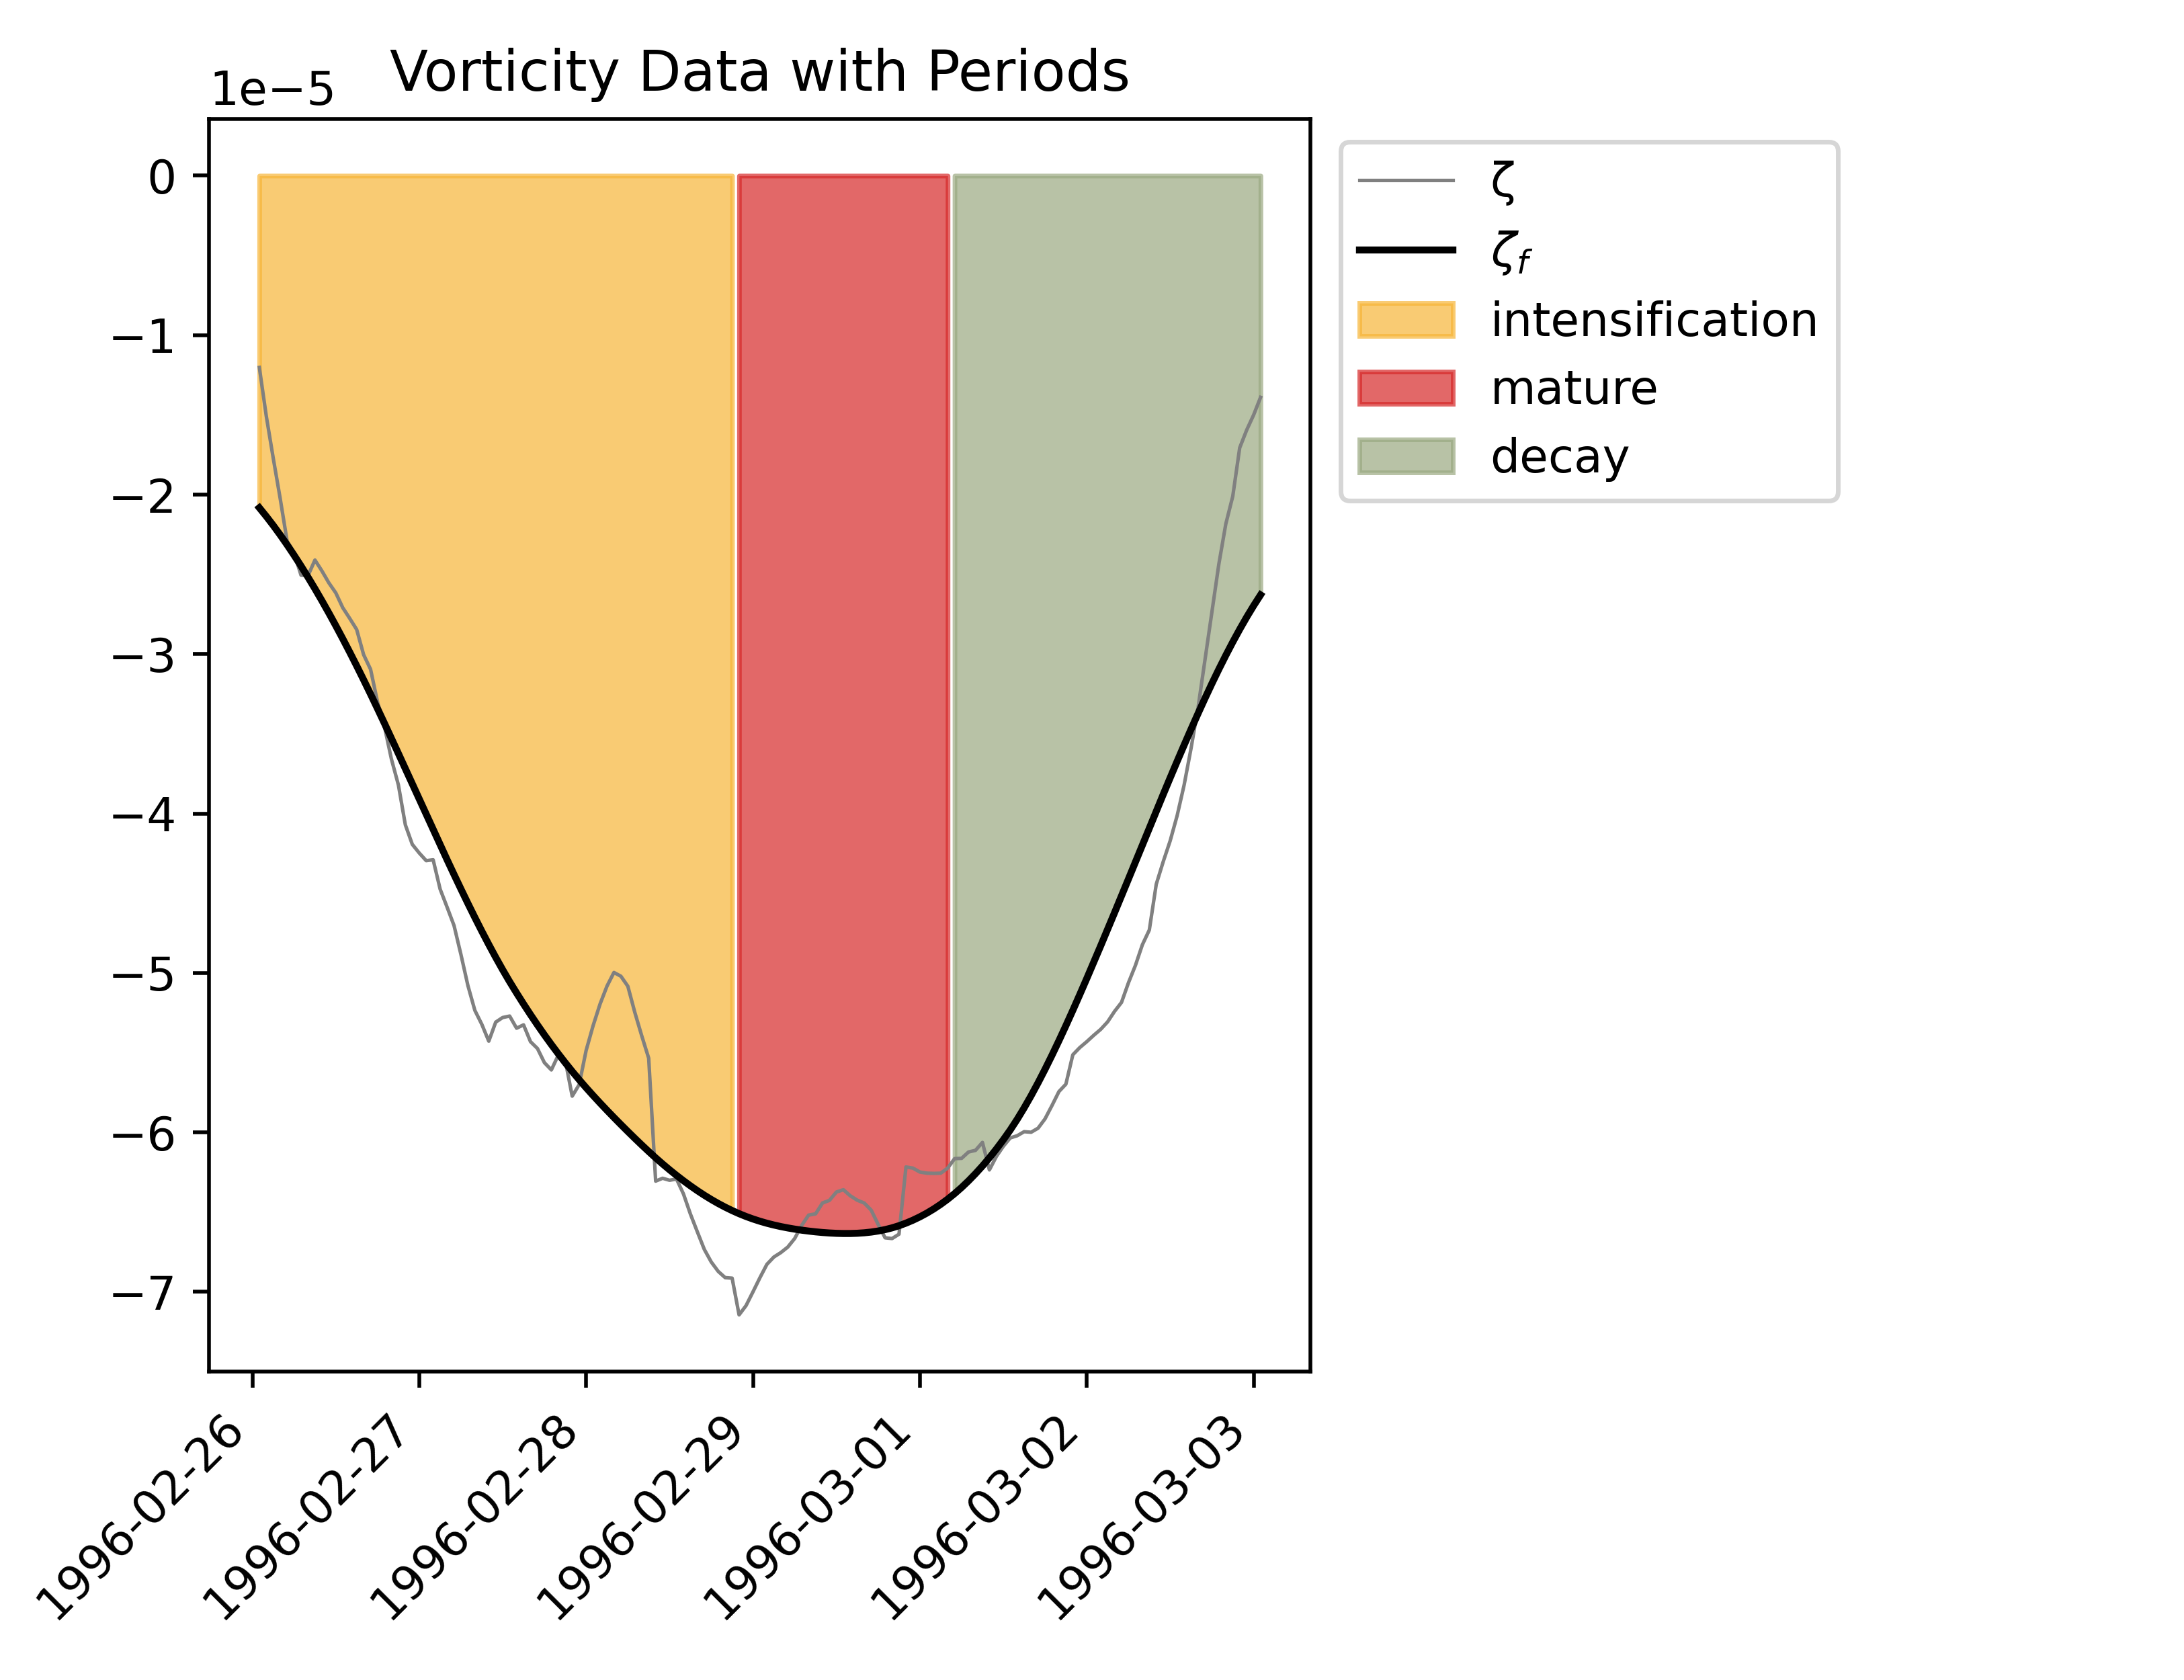 Vorticity Data with Periods
1e−5
0
−1
−2
−3
−4
−5
−6
−7
1996-02-26
1996-02-27
1996-02-28
1996-02-29
1996-03-01
1996-03-02
1996-03-03
ζ
ζf
intensification
mature
decay